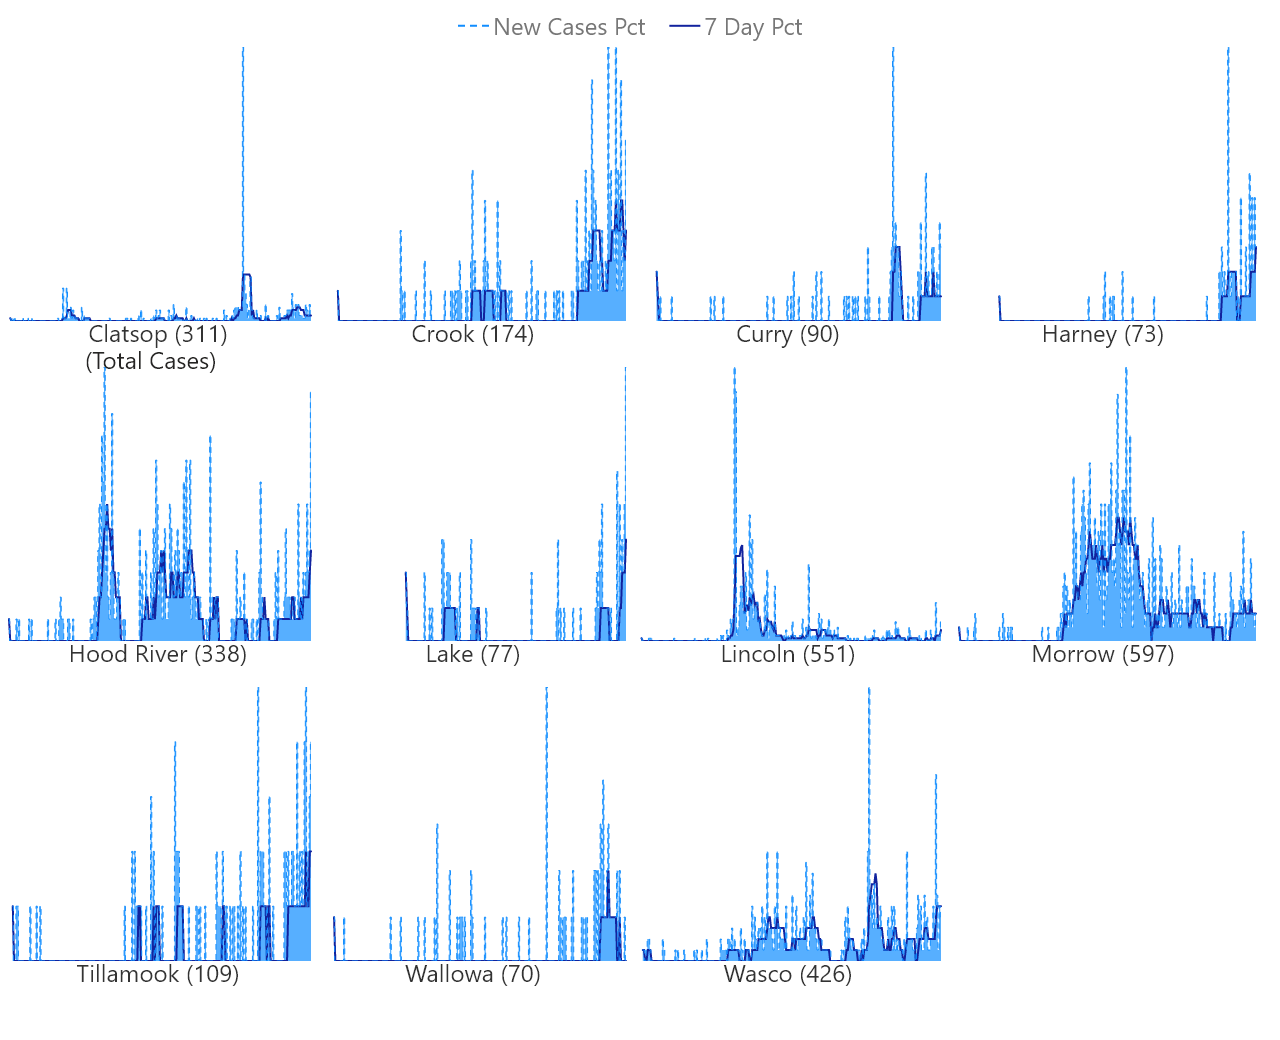 New Cases Pct 7 Day Pct
Clatsop (311) Crook (174) Curry (90) Harney (73)
(Total Cases)
Hood River (338) Lake (77) Lincoln (551) Morrow (597)
Tillamook (109) Wallowa (70) Wasco (426)